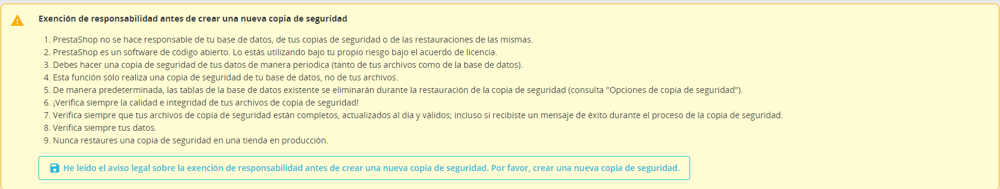 Exención de responsabilidad antes de crear una nueva copia de seguridad
1. PrestaShop no se hace responsable de tu base de datos, de tus copias de seguridad o de las restauraciones de las mismas.
2. PrestaShop es un software de código abierto. Lo estás utilizando bajo tu propio riesgo bajo el acuerdo de licencia.
3. Debes hacer una copia de seguridad de tus datos de manera periodica (tanto de tus archivos como de la base de datos).
4. Esta función sólo realiza una copia de seguridad de tu base de datos, no de tus archivos.
5. De manera predeterminada, las tablas de la base de datos existente se eliminarán durante la restauración de la copia de seguridad (consulta "Opciones de copia de seguridad").
6. ¡Verifica siempre la calidad e integridad de tus archivos de copia de seguridad!
7. Verifica siempre que tus archivos de copia de seguridad están completos, actualizados al día y válidos; incluso si recibiste un mensaje de éxito durante el proceso de la copia de seguridad.
8. Verifica siempre tus datos.
9. Nunca restaures una copia de seguridad en una tienda en producción.
He leído el aviso legal sobre la exención de responsabilidad antes de crear una nueva copia de seguridad. Por favor, crear una nueva copia de seguridad.